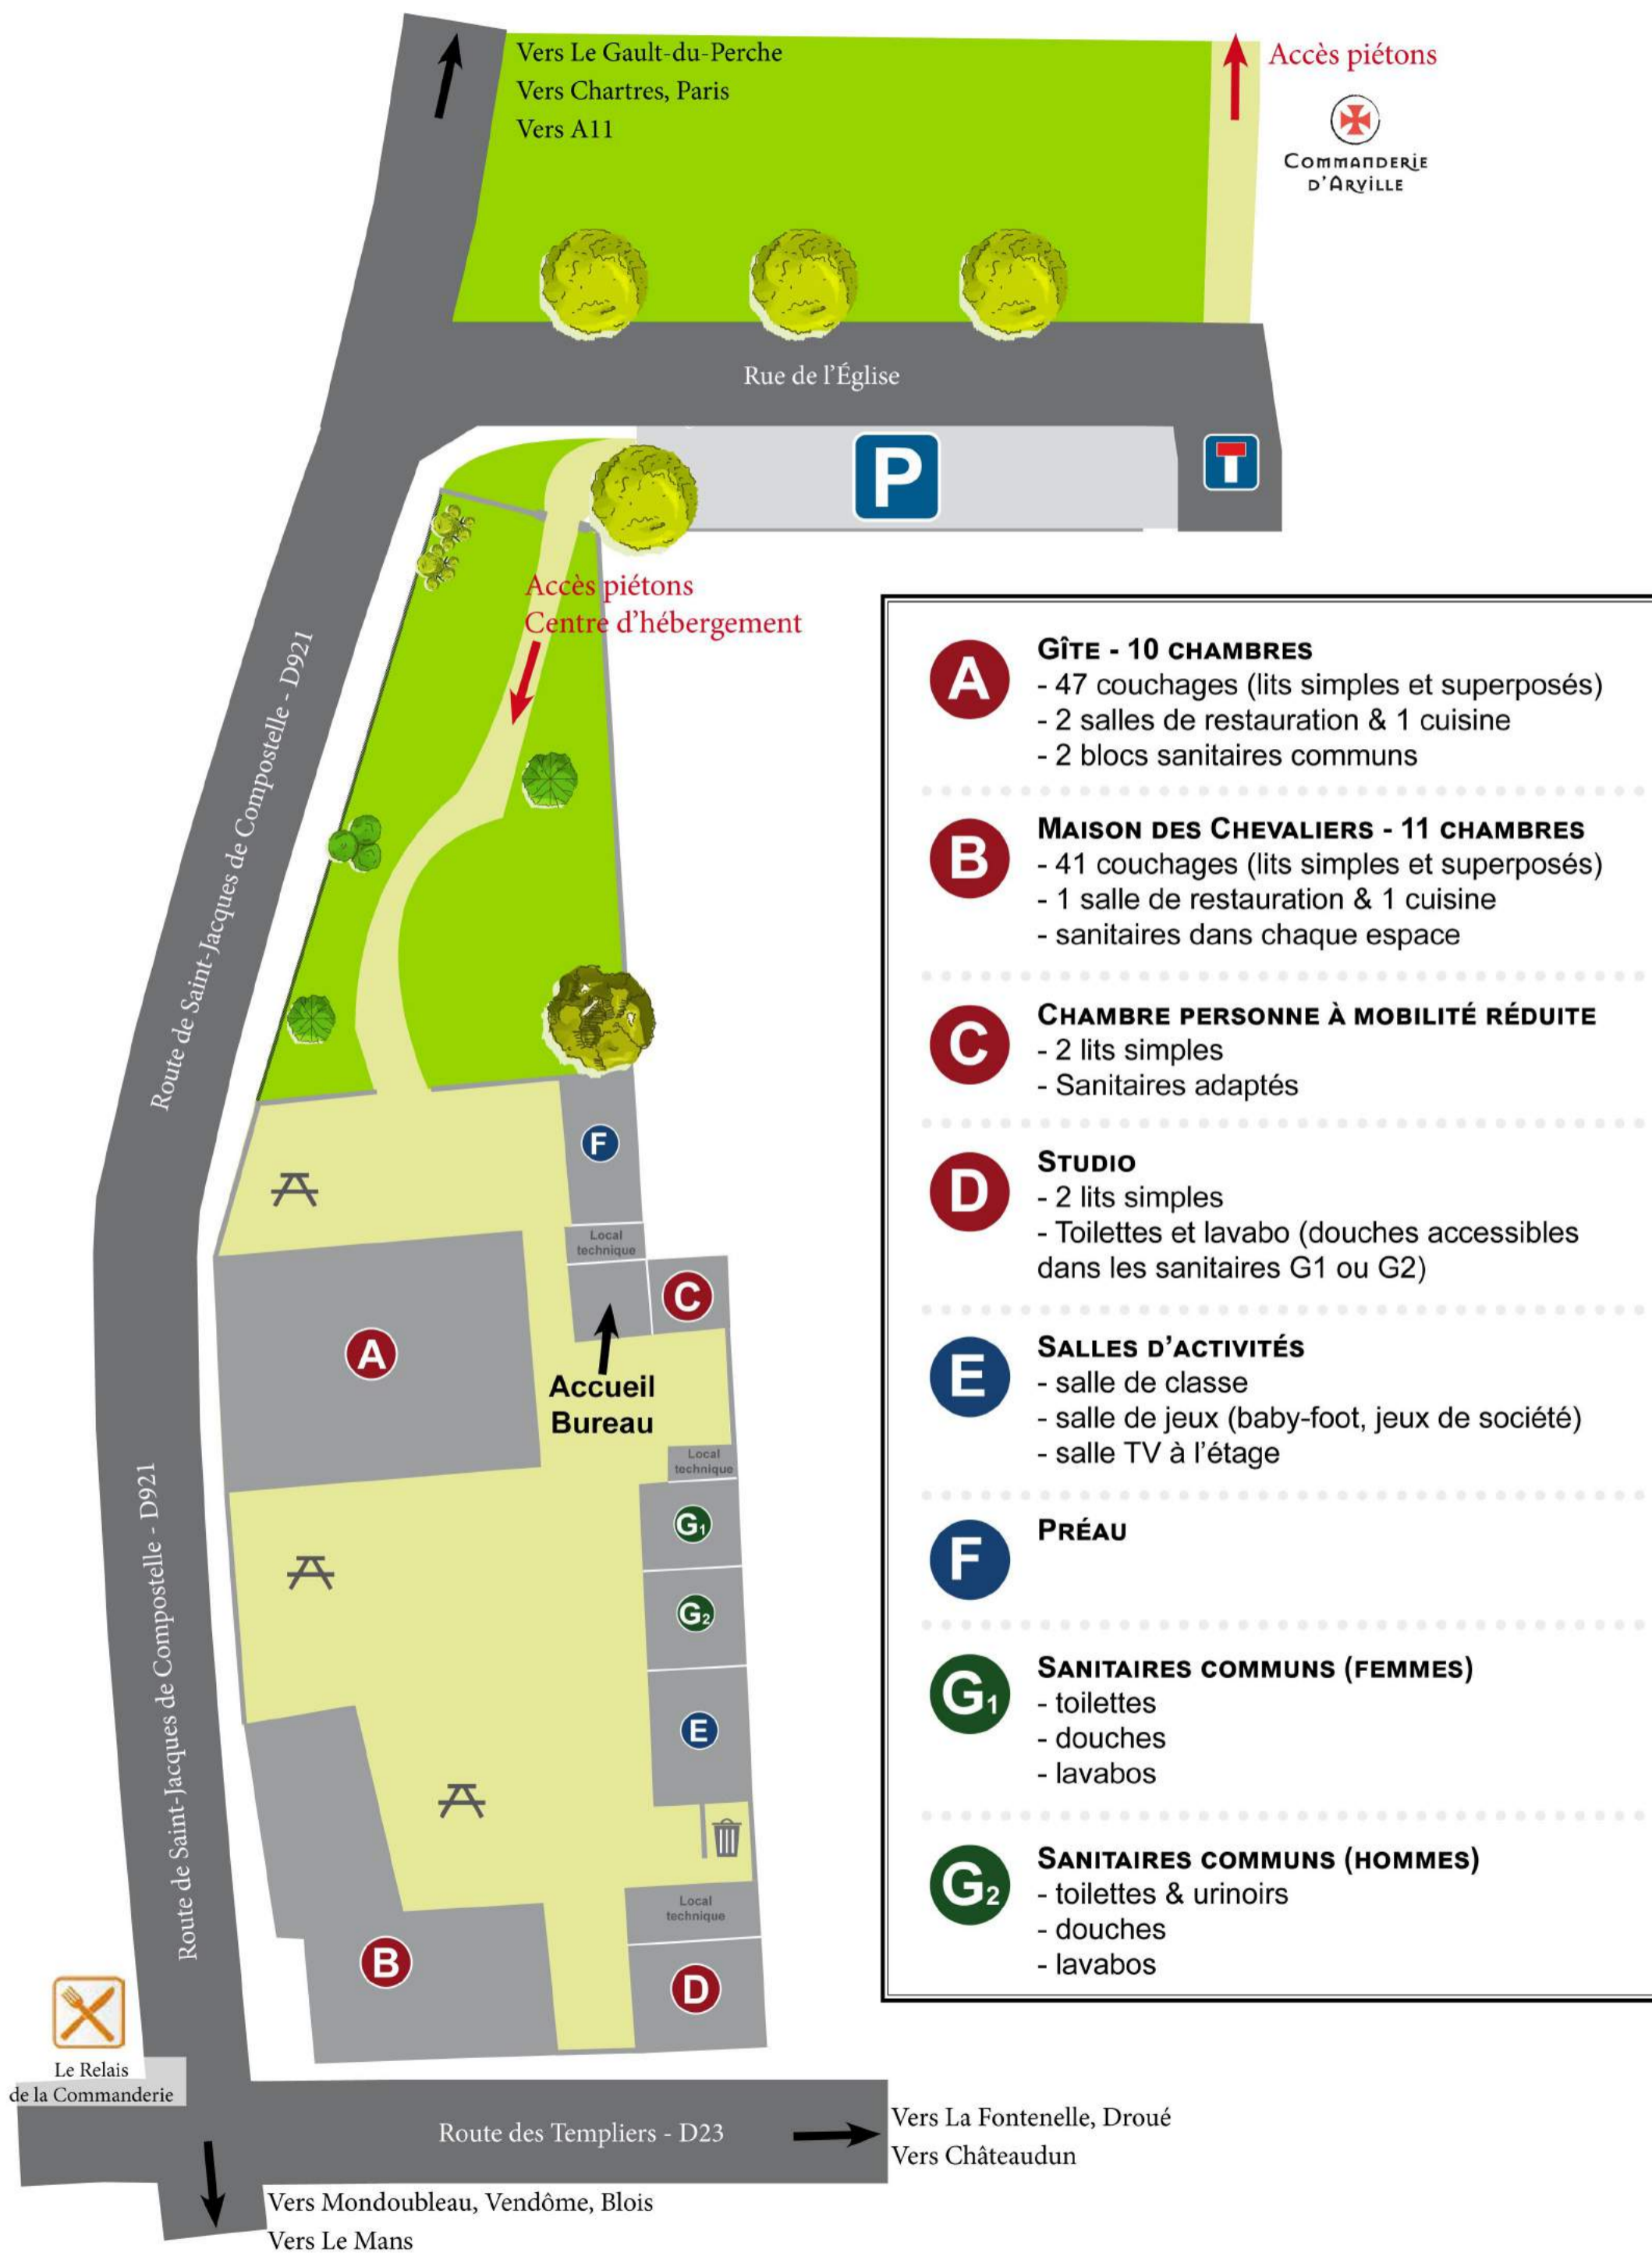 Vers Le Gault-du-Perche
Vers Chartres, Paris
Vers A11
Accès piétons
COMMANDERIE
D'ARVILLE
Rue de l'Église
P
Accès piétons
Centre d'hébergement
Route de Saint-Jacques de Compostelle - D921
F
Local
technique
C
A
Accueil
Bureau
Local
technique
G1
G2
E
Route de Saint-Jacques de Compostelle - D921
Local
technique
B
D
Le Relais
de la Commanderie
Route des Templiers - D23
Vers La Fontenelle, Droué
Vers Châteaudun
Vers Mondoubleau, Vendôme, Blois
Vers Le Mans
A
GÎTE - 10 CHAMBRES
- 47 couchages (lits simples et superposés)
- 2 salles de restauration & 1 cuisine
- 2 blocs sanitaires communs
B
MAISON DES CHEVALIERS - 11 CHAMBRES
- 41 couchages (lits simples et superposés)
- 1 salle de restauration & 1 cuisine
- sanitaires dans chaque espace
C
CHAMBRE PERSONNE À MOBILITÉ RÉDUITE
- 2 lits simples
- Sanitaires adaptés
D
STUDIO
- 2 lits simples
- Toilettes et lavabo (douches accessibles
dans les sanitaires G1 ou G2)
E
SALLES D'ACTIVITÉS
- salle de classe
- salle de jeux (baby-foot, jeux de société)
- salle TV à l'étage
F
PRÉAU
G1
SANITAIRES COMMUNS (FEMMES)
- toilettes
- douches
- lavabos
G2
SANITAIRES COMMUNS (HOMMES)
- toilettes & urinoirs
- douches
- lavabos